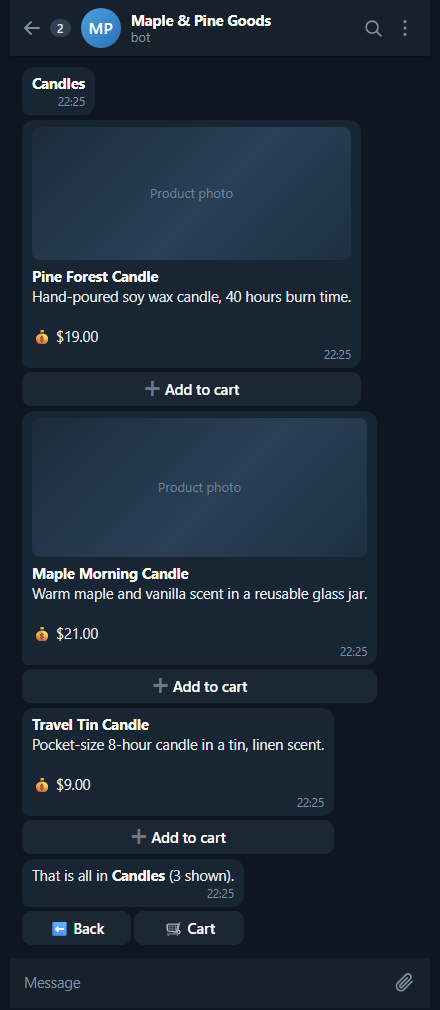 2
MP
Maple & Pine Goods
bot
Candles
22:25
Product photo
Pine Forest Candle
Hand-poured soy wax candle, 40 hours burn time.
💰 $19.00
22:25
➕ Add to cart
Product photo
Maple Morning Candle
Warm maple and vanilla scent in a reusable glass jar.
💰 $21.00
22:25
➕ Add to cart
Travel Tin Candle
Pocket-size 8-hour candle in a tin, linen scent.
💰 $9.00
22:25
➕ Add to cart
That is all in Candles (3 shown).
22:25
⬅️ Back
🛒 Cart
Message